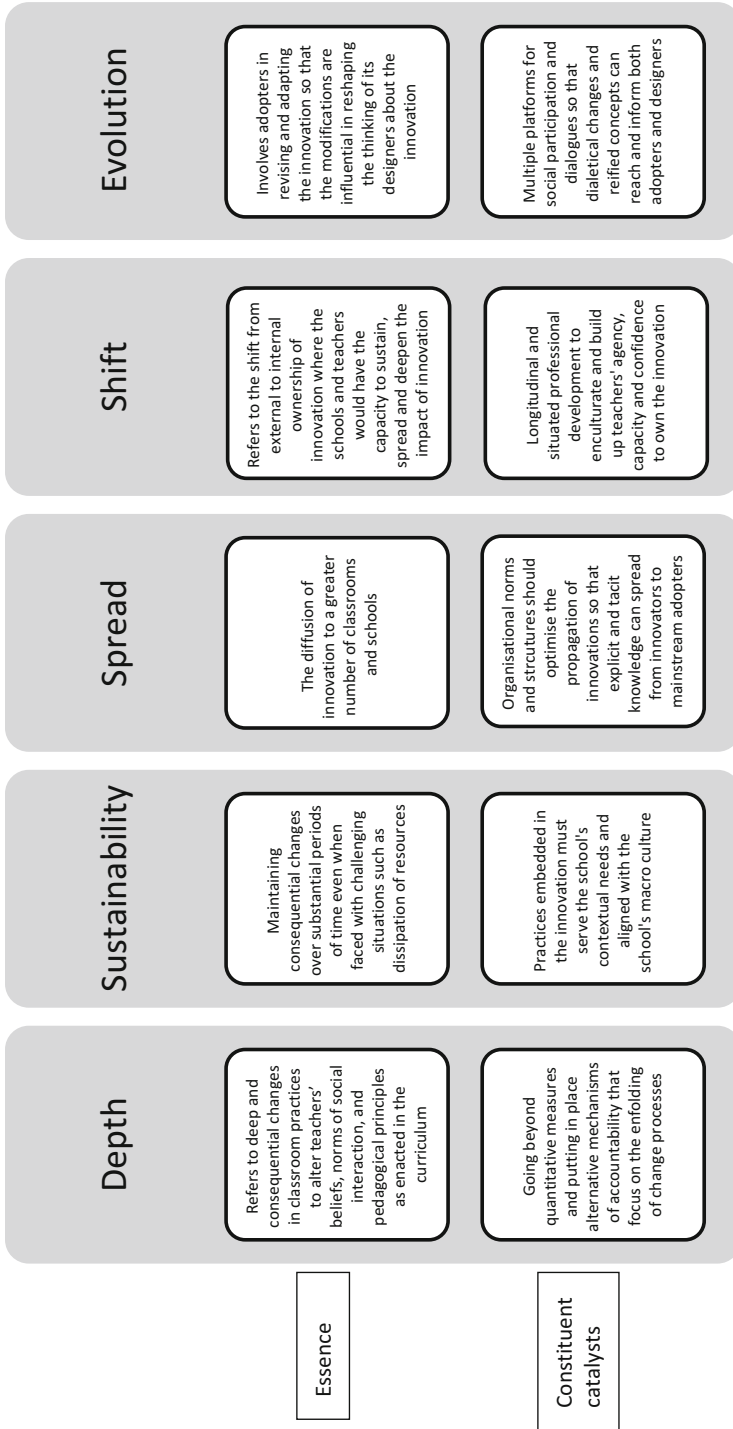 Depth
Sustainability
Spread
Shift
Evolution
Essence
Refers to deep and
consequential changes
in classroom practices
to alter teachers’
beliefs, norms of social
interaction, and
pedagogical principles
as enacted in the
curriculum
Maintaining
consequential changes
over substantial periods
of time even when
faced with challenging
situations such as
dissipation of resources
The diffusion of
innovation to a greater
number of classrooms
and schools
Refers to the shift from
external to internal
ownership of
innovation where the
schools and teachers
would have the
capacity to sustain,
spread and deepen the
impact of innovation
Involves adopters in
revising and adapting
the innovation so that
the modifications are
influential in reshaping
the thinking of its
designers about the
innovation
Constituent
catalysts
Going beyond
quantitative measures
and putting in place
alternative mechanisms
of accountability that
focus on the enfolding
of change processes
Practices embedded in
the innovation must
serve the school's
contextual needs and
aligned with the
school's macro culture
Organisational norms
and strcutures should
optimise the
propagation of
innovations so that
explicit and tacit
knowledge can spread
from innovators to
mainstream adopters
Longitudinal and
situated professional
development to
enculturate and build
up teachers' agency,
capacity and confidence
to own the innovation
Multiple platforms for
social participation and
dialogues so that
dialetical changes and
reified concepts can
reach and inform both
adopters and designers